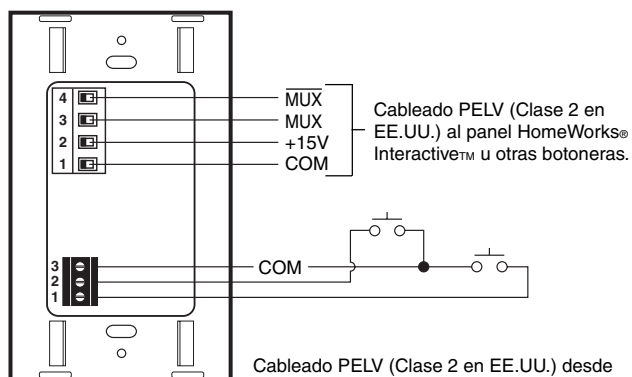 4
3
2
1
MUX
MUX
+15V
COM
Cableado PELV (Clase 2 en
EE.UU.) al panel HomeWorks®
Interactive™ u otras botoneras.
3
2
1
COM
Cableado PELV (Clase 2 en EE.UU.) desde